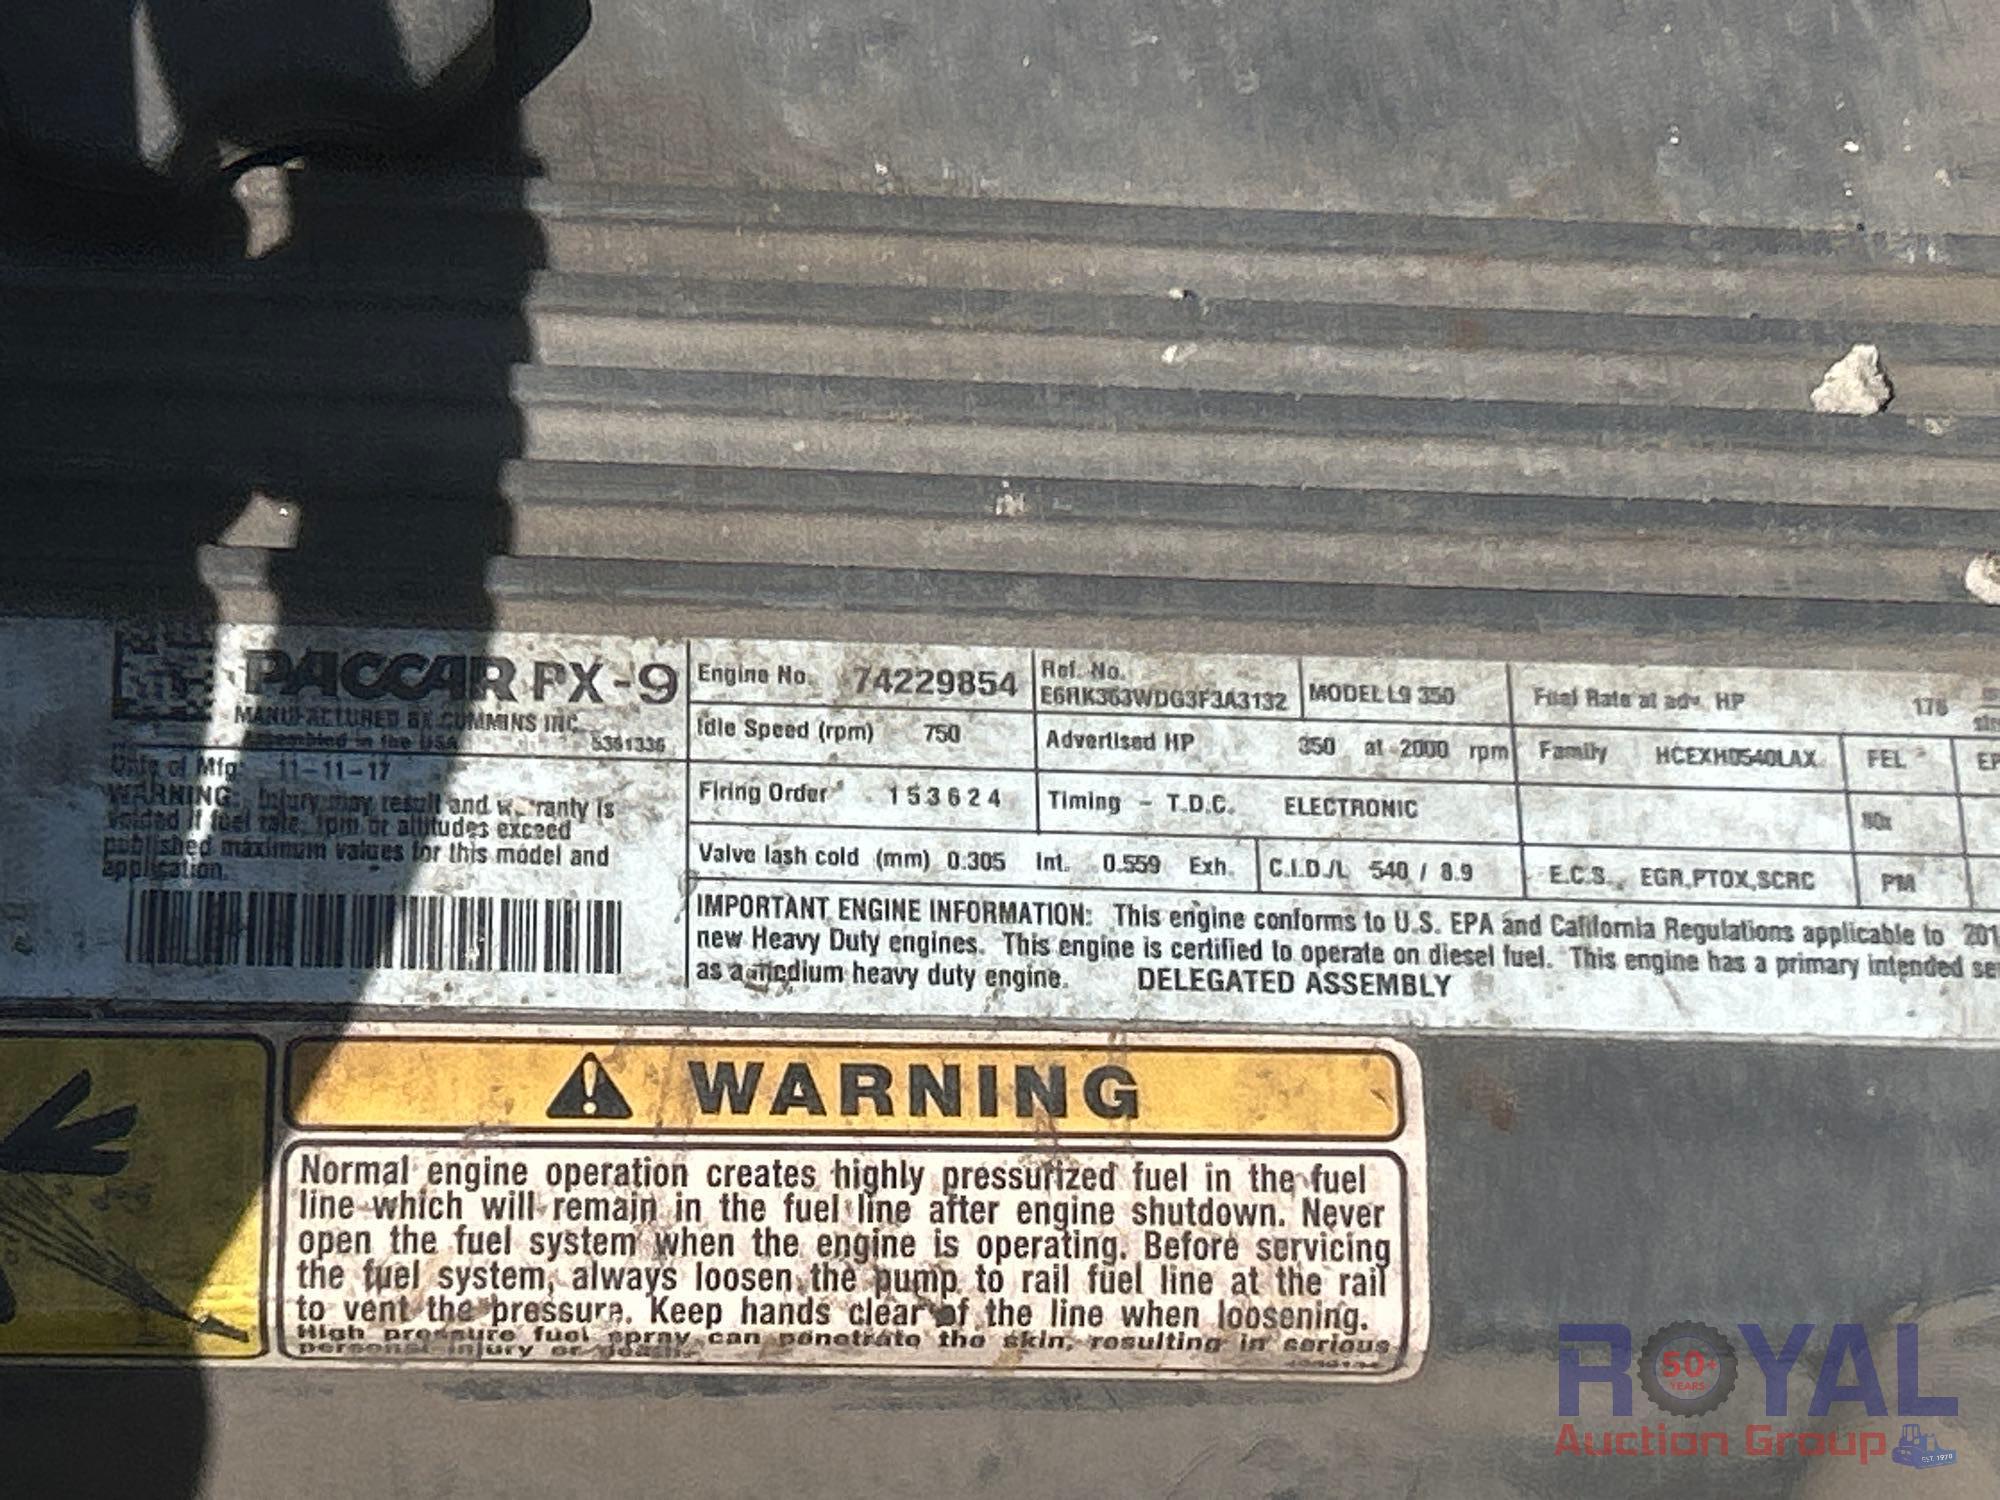 PACCAR PX-9
MANUFACTURED BY CUMMINS INC.
Assembled in the USA 5361336
Date of Mfg: 11-11-17
WARNING: Injury may result and warranty is
voided if fuel rate, rpm or altitudes exceed
published maximum values for this model and
application.
Engine No. 74229854
Ref. No.
E6RK363WDG3F3A3132
MODEL L9 350
Fuel Rate at adv. HP 176
Idle Speed (rpm) 750
Advertised HP 350 at 2000 rpm
Family HCEXH0540LAX
FEL
EP
Firing Order 1 5 3 6 2 4
Timing - T.D.C. ELECTRONIC
NOx
Valve lash cold (mm) 0.305 Int. 0.559 Exh.
C.I.D./L 540 / 8.9
E.C.S. EGR,PTOX,SCRC
PM
IMPORTANT ENGINE INFORMATION: This engine conforms to U.S. EPA and California Regulations applicable to 201
new Heavy Duty engines. This engine is certified to operate on diesel fuel. This engine has a primary intended se
as a medium heavy duty engine. DELEGATED ASSEMBLY
WARNING
Normal engine operation creates highly pressurized fuel in the fuel
line which will remain in the fuel line after engine shutdown. Never
open the fuel system when the engine is operating. Before servicing
the fuel system, always loosen the pump to rail fuel line at the rail
to vent the pressure. Keep hands clear of the line when loosening.
High pressure fuel spray can penetrate the skin, resulting in serious
personal injury or death.
ROYAL
50+
YEARS
Auction Group
EST. 1970